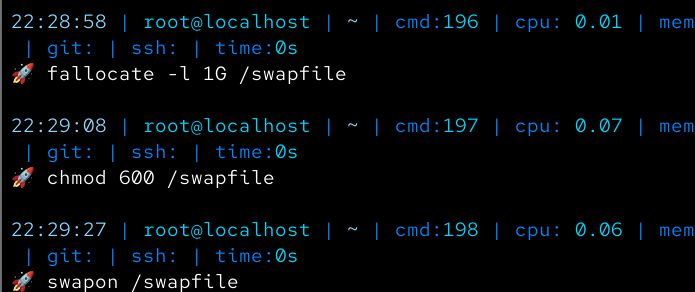 22:28:58 | root@localhost | ~ | cmd:196 | cpu: 0.01 | mem
| git: | ssh: | time:0s
🚀 fallocate -l 1G /swapfile
22:29:08 | root@localhost | ~ | cmd:197 | cpu: 0.07 | mem
| git: | ssh: | time:0s
🚀 chmod 600 /swapfile
22:29:27 | root@localhost | ~ | cmd:198 | cpu: 0.06 | mem
| git: | ssh: | time:0s
🚀 swapon /swapfile